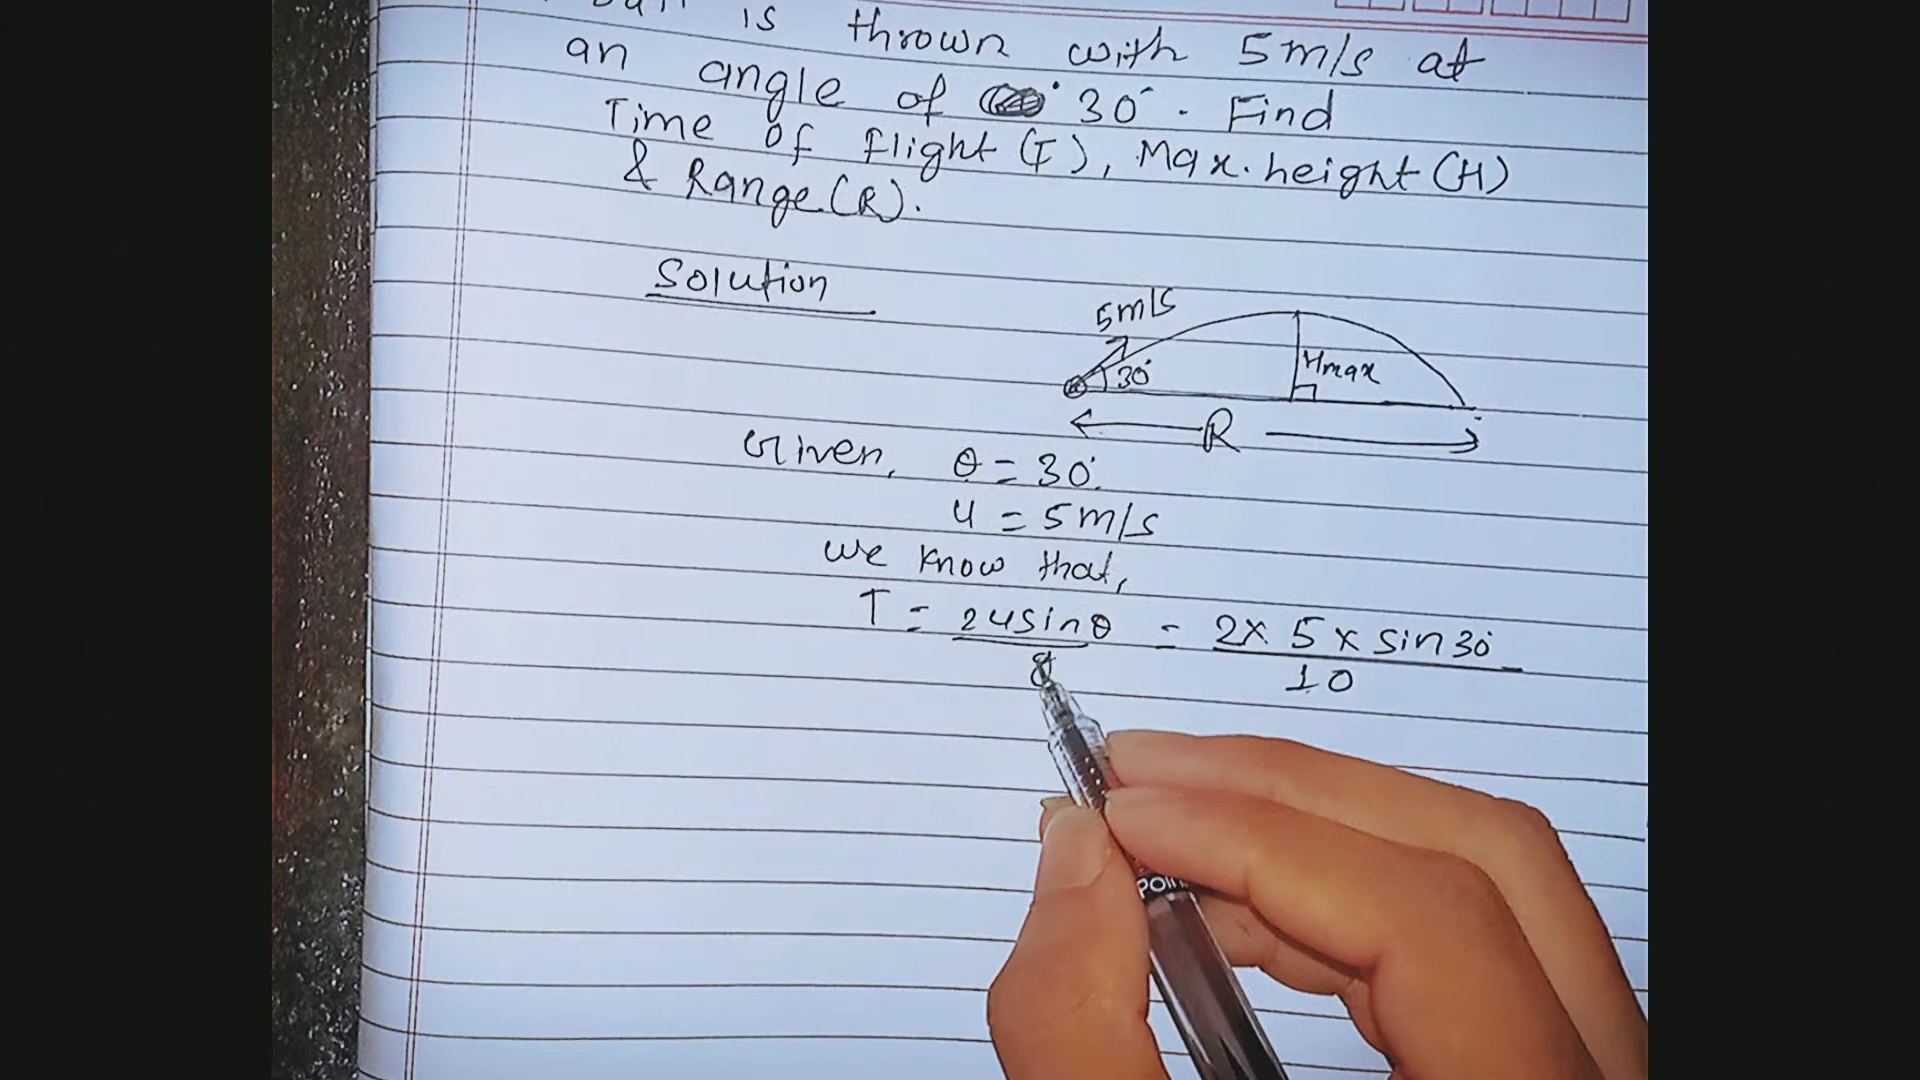 is thrown with 5m/s at
an angle of 30°. Find
Time of flight (T), Max. height (H)
& Range (R).
Solution
5m/s
30°
Hmax
R
Given, θ = 30°.
u = 5m/s
we know that,
T = 2usinθ/g = 2 x 5 x sin30°/10
POIN